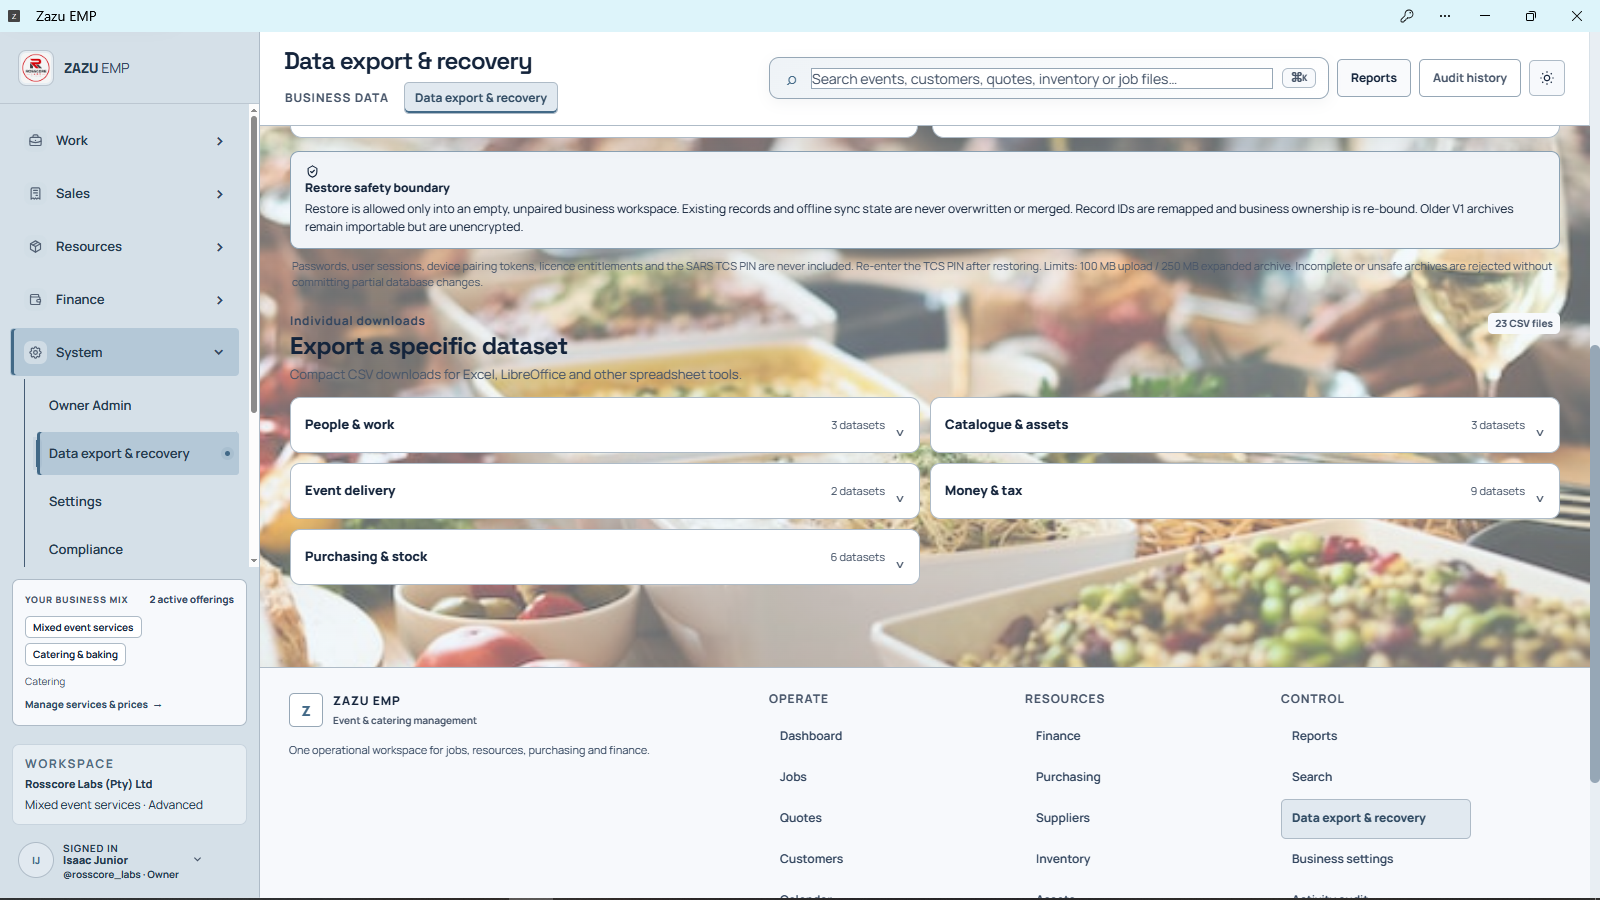 Z
Zazu EMP
ROSSCORE
ZAZU EMP
Data export & recovery
BUSINESS DATA
Data export & recovery
Search events, customers, quotes, inventory or job files...
⌘K
Reports
Audit history
Work
Sales
Resources
Finance
System
Owner Admin
Data export & recovery
Settings
Compliance
YOUR BUSINESS MIX
2 active offerings
Mixed event services
Catering & baking
Catering
Manage services & prices →
WORKSPACE
Rosscore Labs (Pty) Ltd
Mixed event services · Advanced
IJ
SIGNED IN
Isaac Junior
@rosscore_labs · Owner
Restore safety boundary
Restore is allowed only into an empty, unpaired business workspace. Existing records and offline sync state are never overwritten or merged. Record IDs are remapped and business ownership is re-bound. Older V1 archives
remain importable but are unencrypted.
Passwords, user sessions, device pairing tokens, licence entitlements and the SARS TCS PIN are never included. Re-enter the TCS PIN after restoring. Limits: 100 MB upload / 250 MB expanded archive. Incomplete or unsafe archives are rejected without
committing partial database changes.
Individual downloads
23 CSV files
Export a specific dataset
Compact CSV downloads for Excel, LibreOffice and other spreadsheet tools.
People & work
3 datasets
Catalogue & assets
3 datasets
Event delivery
2 datasets
Money & tax
9 datasets
Purchasing & stock
6 datasets
Z
ZAZU EMP
Event & catering management
One operational workspace for jobs, resources, purchasing and finance.
OPERATE
Dashboard
Jobs
Quotes
Customers
Calendar
RESOURCES
Finance
Purchasing
Suppliers
Inventory
Assets
CONTROL
Reports
Search
Data export & recovery
Business settings
Activity audit